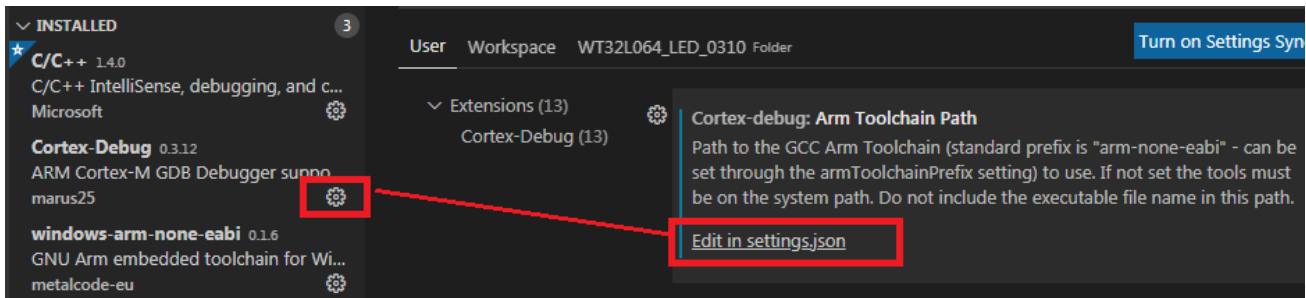 INSTALLED 3
C/C++ 1.4.0
C/C++ IntelliSense, debugging, and c...
Microsoft
Cortex-Debug 0.3.12
ARM Cortex-M GDB Debugger suppo
marus25
windows-arm-none-eabi 0.1.6
GNU Arm embedded toolchain for Wi...
metalcode-eu
User Workspace WT32L064_LED_0310 Folder
Turn on Settings Syn
Extensions (13)
Cortex-Debug (13)
Cortex-debug: Arm Toolchain Path
Path to the GCC Arm Toolchain (standard prefix is "arm-none-eabi" - can be
set through the armToolchainPrefix setting) to use. If not set the tools must
be on the system path. Do not include the executable file name in this path.
Edit in settings.json